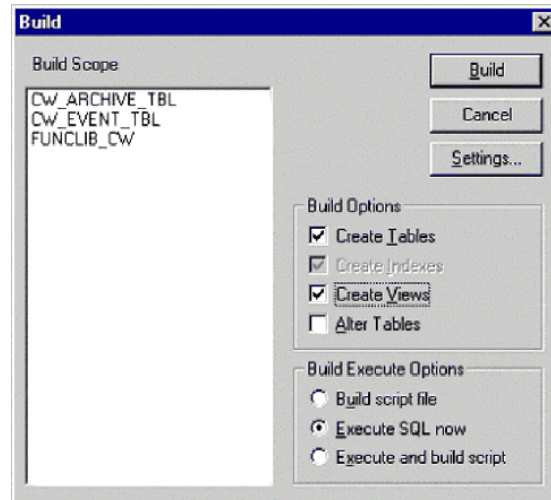 Build
Build Scope
CW_ARCHIVE_TBL
CW_EVENT_TBL
FUNCLIB_CW
Build
Cancel
Settings...
Build Options
Create Tables
Create Indexes
Create Views
Alter Tables
Build Execute Options
Build script file
Execute SQL now
Execute and build script